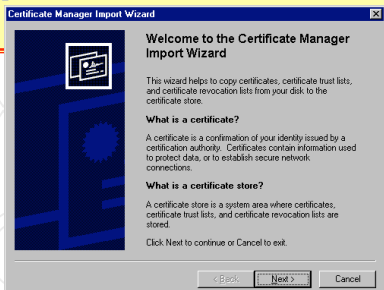 Certificate Manager Import Wizard
Welcome to the Certificate Manager
Import Wizard
This wizard helps to copy certificates, certificate trust lists,
and certificate revocation lists from your disk to the
certificate store.
What is a certificate?
A certificate is a confirmation of your identity issued by a
certification authority. Certificates contain information used
to protect data, or to establish secure network
connections.
What is a certificate store?
A certificate store is a system area where certificates,
certificate trust lists, and certificate revocation lists are
stored.
Click Next to continue or Cancel to exit.
< Back Next > Cancel